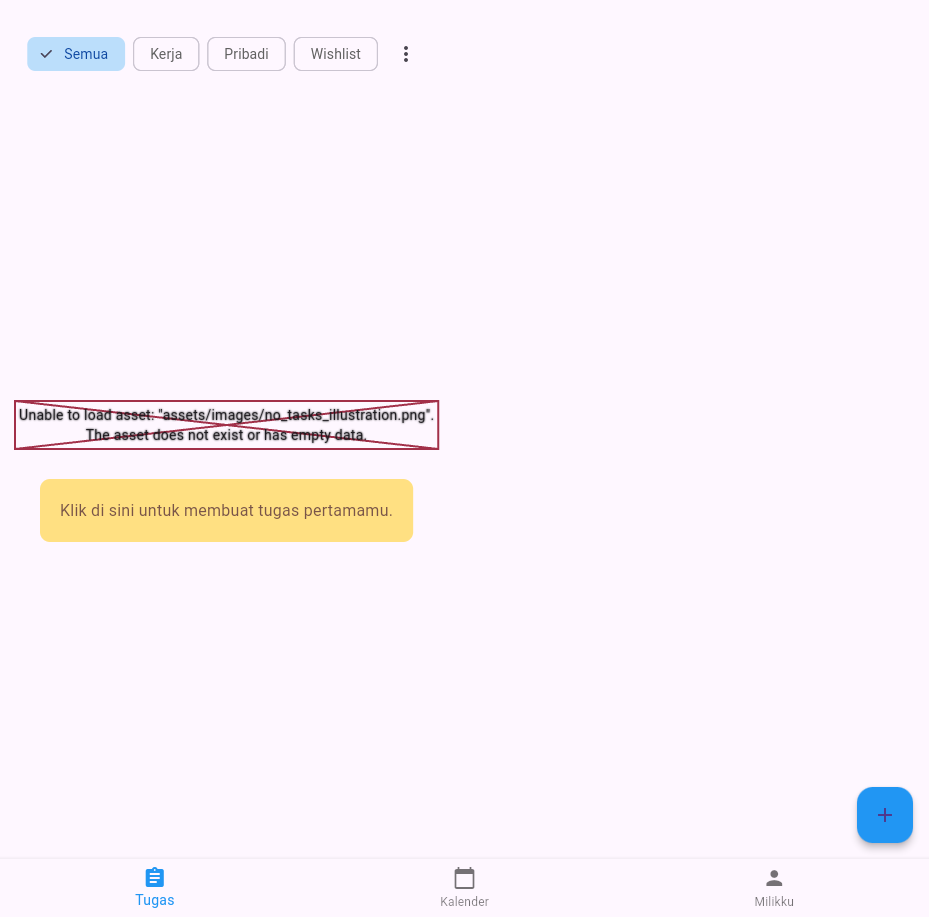 Semua
Kerja
Pribadi
Wishlist
Unable to load asset: "assets/images/no_tasks_illustration.png".
The asset does not exist or has empty data.
Klik di sini untuk membuat tugas pertamamu.
Tugas
Kalender
Milikku